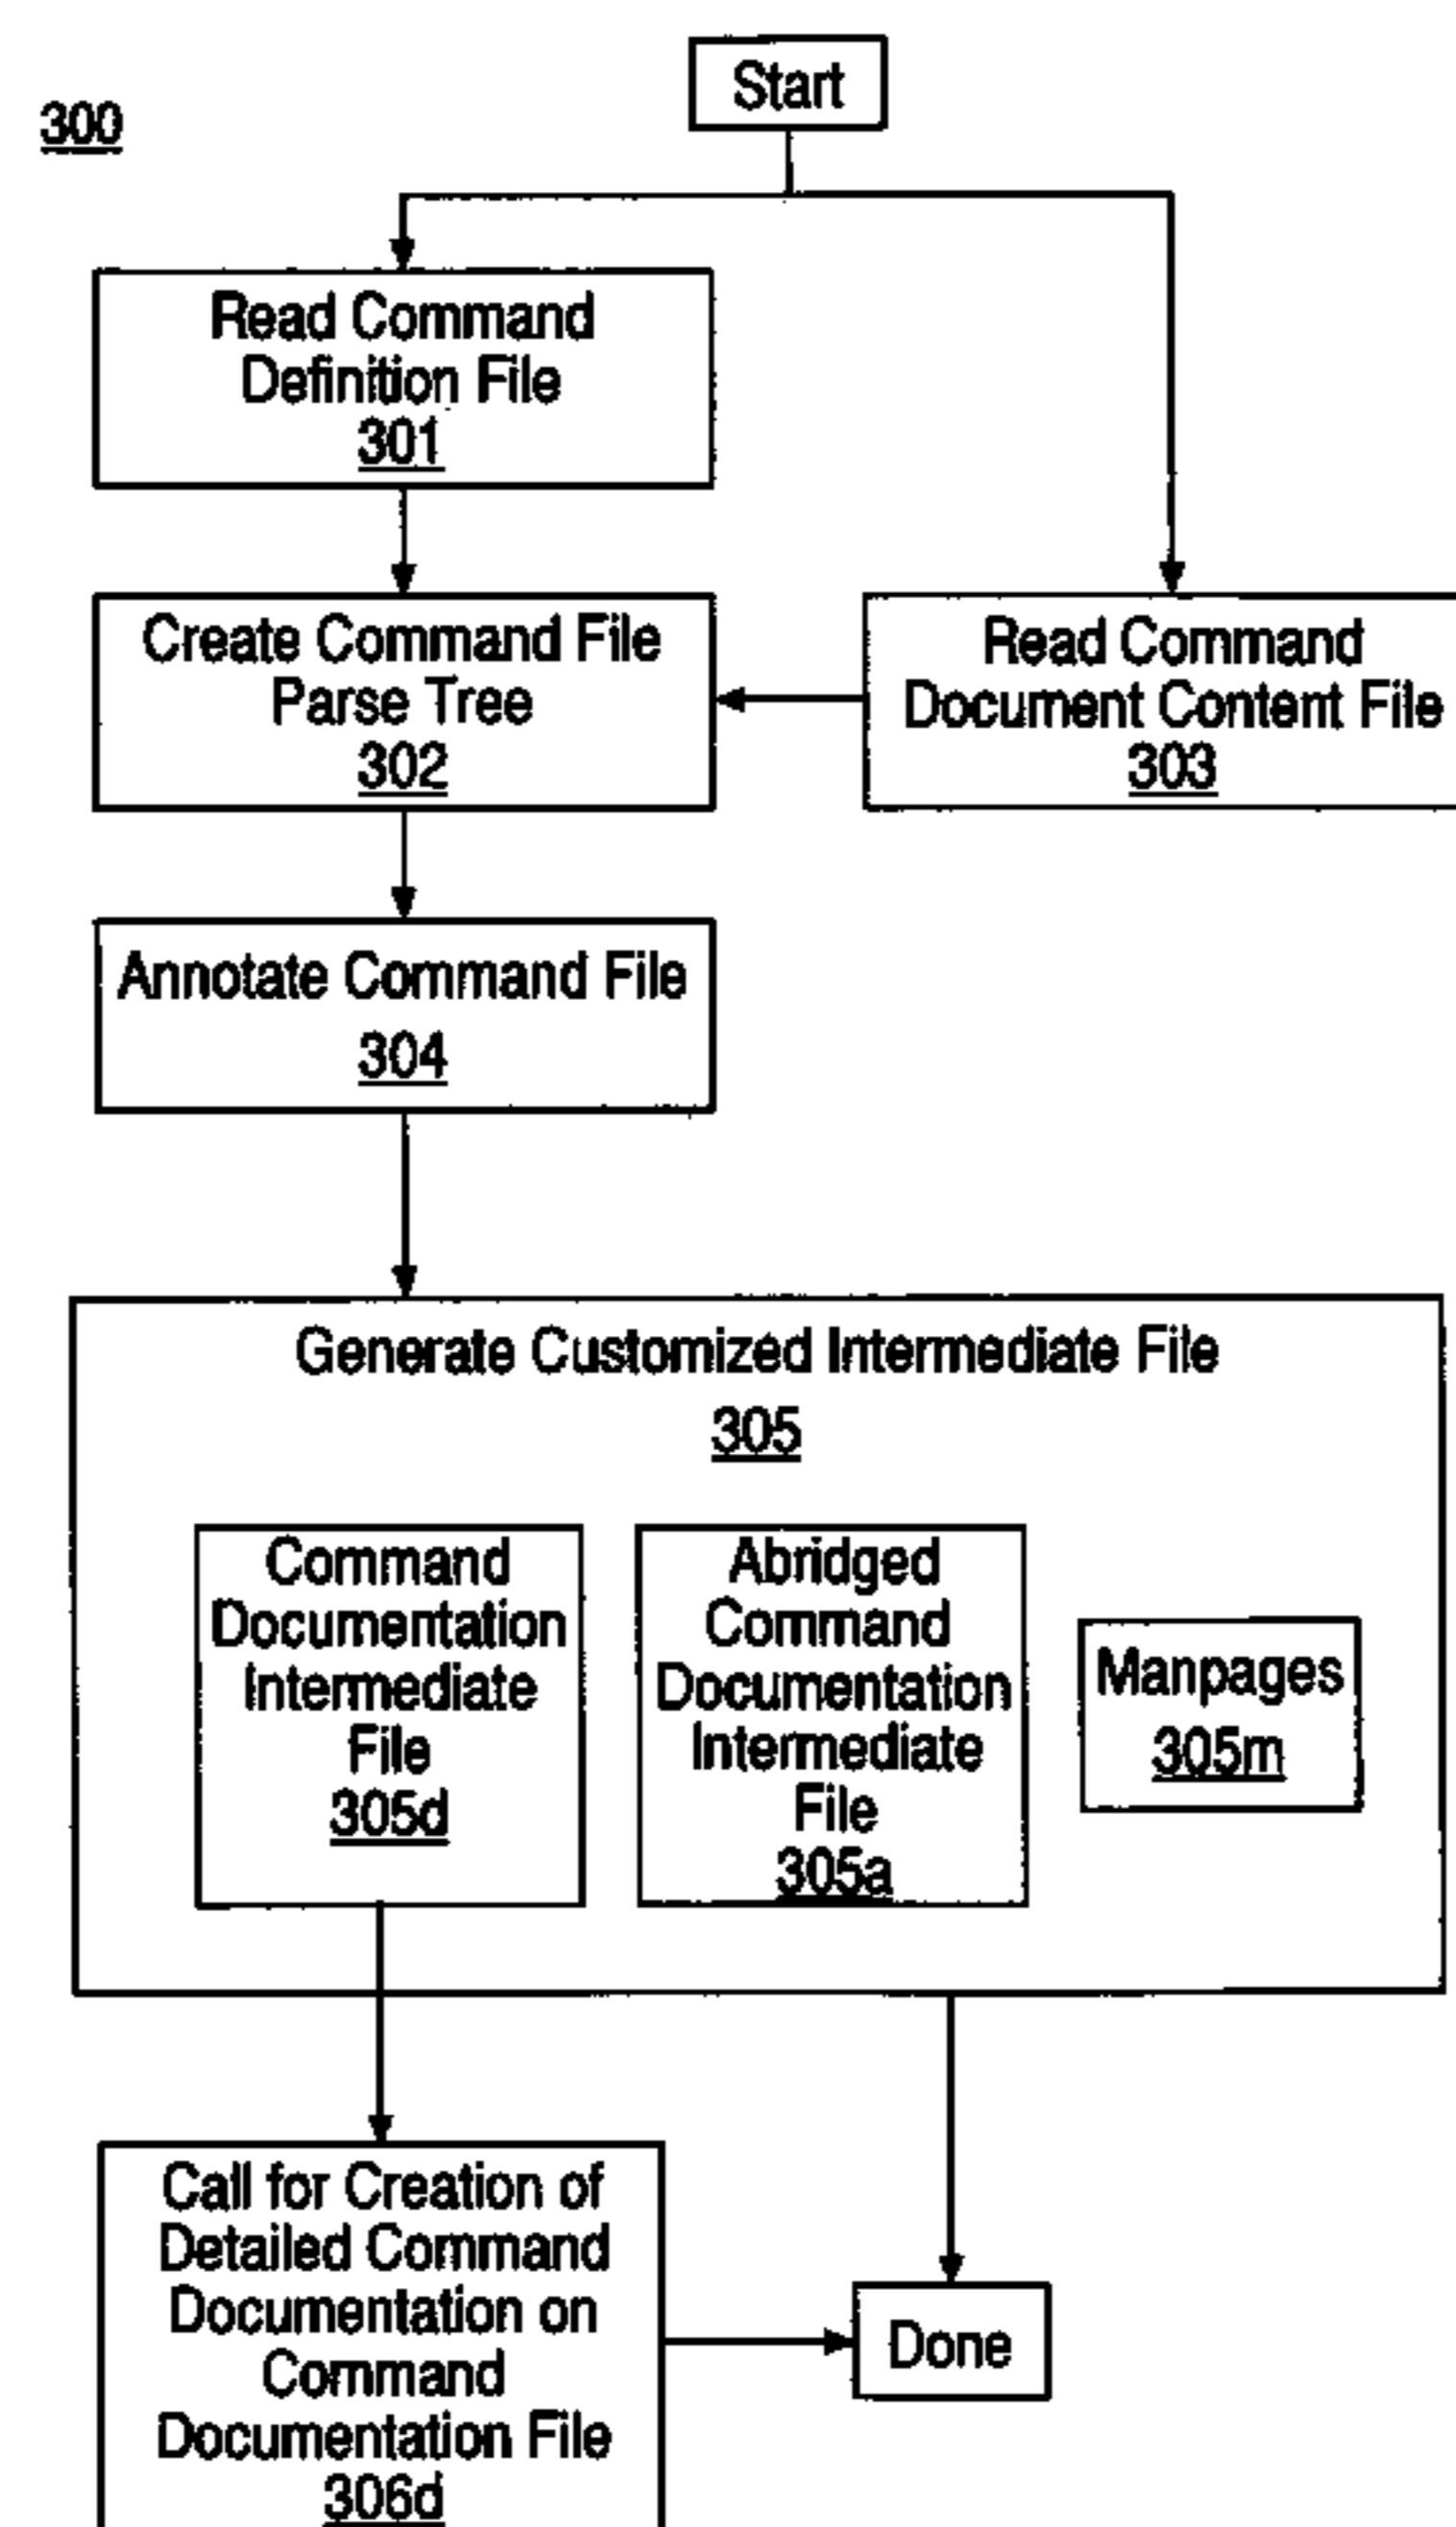 Start
300
Read Command
Definition File
301
Create Command File
Parse Tree
302
Read Command
Document Content File
303
Annotate Command File
304
Generate Customized Intermediate File
305
Command
Documentation
Intermediate
File
305d
Abridged
Command
Documentation
Intermediate
File
305a
Manpages
305m
Call for Creation of
Detailed Command
Documentation on
Command
Documentation File
306d
Done